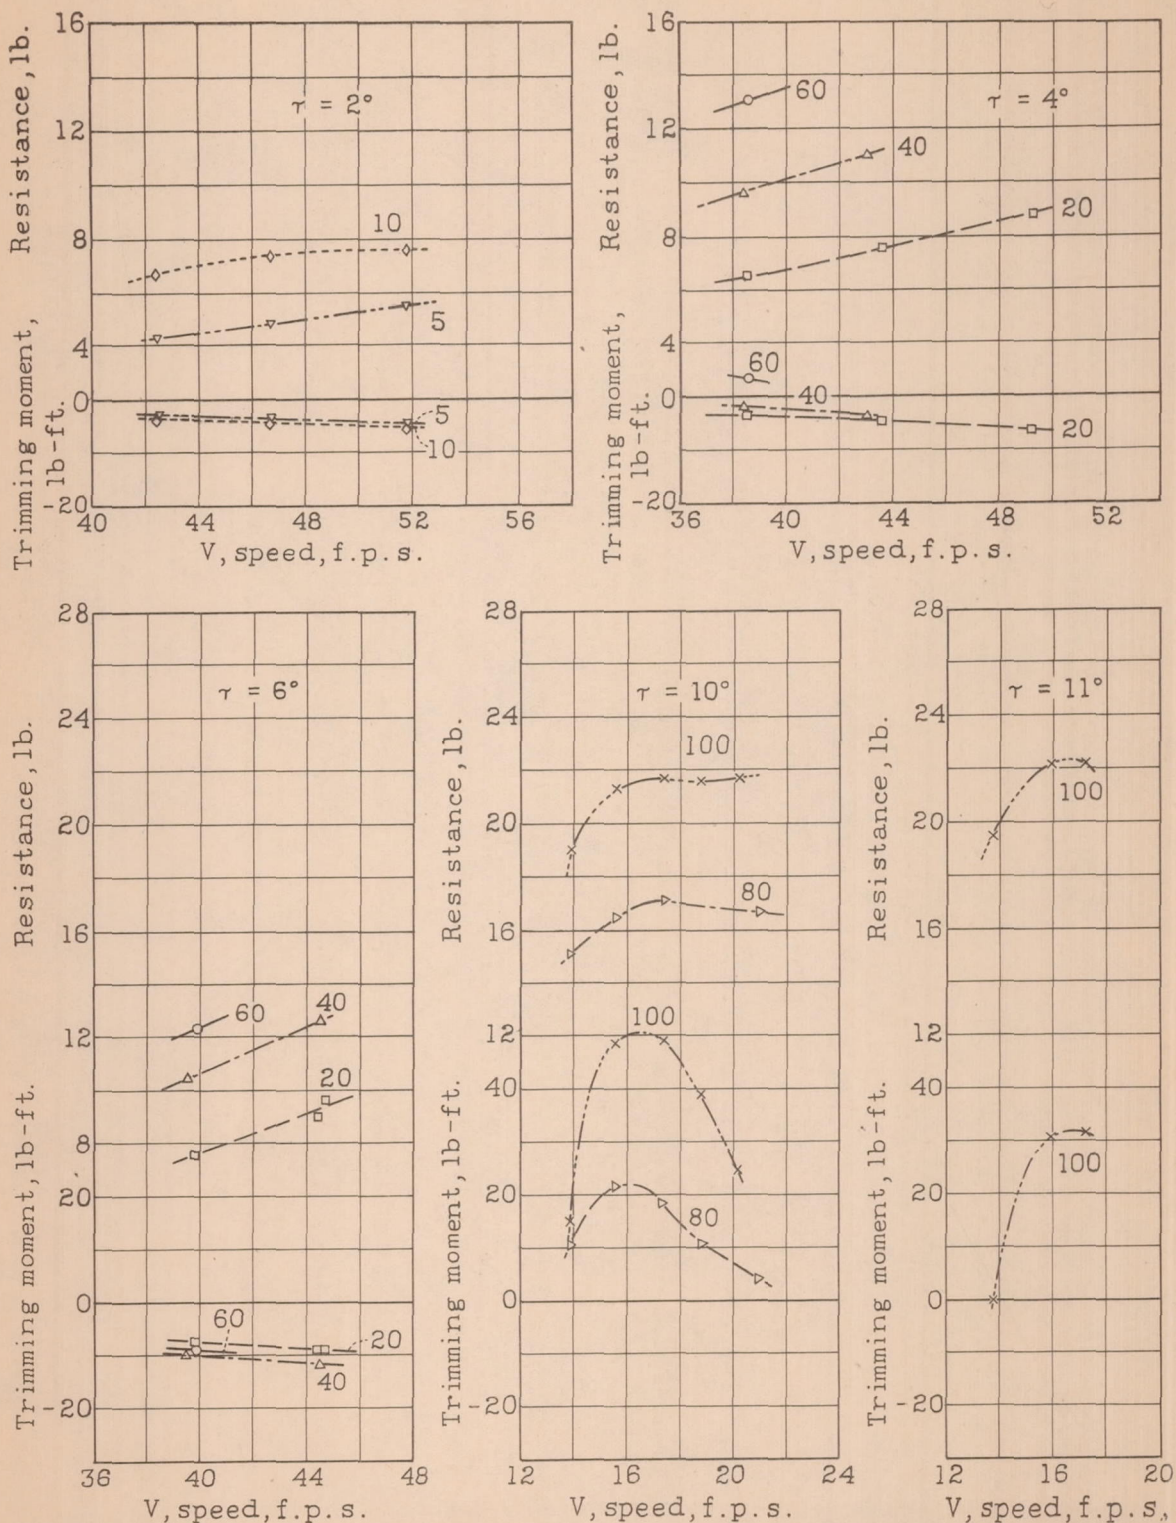 Resistance, lb.
Trimming moment,
lb-ft.
16
12
8
4
0
-20
τ = 2°
10
5
5
10
40 44 48 52 56
V, speed, f.p.s.
Resistance, lb.
Trimming moment,
lb-ft.
16
12
8
4
0
-20
τ = 4°
60
40
20
60
40
20
36 40 44 48 52
V, speed, f.p.s.
Resistance, lb.
Trimming moment, lb-ft.
28
24
20
16
12
8
20
0
-20
τ = 6°
60
40
20
60
20
40
36 40 44 48
V, speed, f.p.s.
Resistance, lb.
Trimming moment, lb-ft.
28
24
20
16
12
40
20
0
-20
τ = 10°
100
80
100
80
12 16 20 24
V, speed, f.p.s.
Resistance, lb.
Trimming moment, lb-ft.
28
24
20
16
12
40
20
0
-20
τ = 11°
100
100
12 16 20
V, speed, f.p.s.